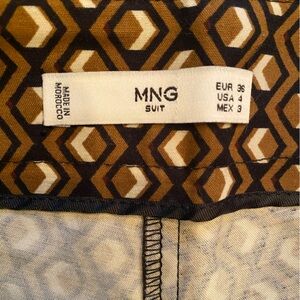 MADE IN
MOROCCO
MNG
SUIT
EUR 36
USA 4
MEX 3